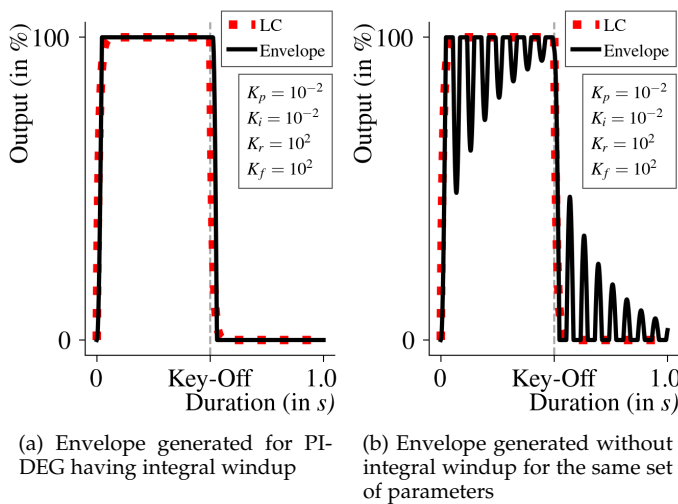 100
Output (in %)
0
LC
Envelope
K_p = 10^{-2}
K_i = 10^{-2}
K_r = 10^2
K_f = 10^2
0
Key-Off
1.0
Duration (in s)
(a) Envelope generated for PI-
DEG having integral windup
100
Output (in %)
0
LC
Envelope
K_p = 10^{-2}
K_i = 10^{-2}
K_r = 10^2
K_f = 10^2
0
Key-Off
1.0
Duration (in s)
(b) Envelope generated without
integral windup for the same set
of parameters